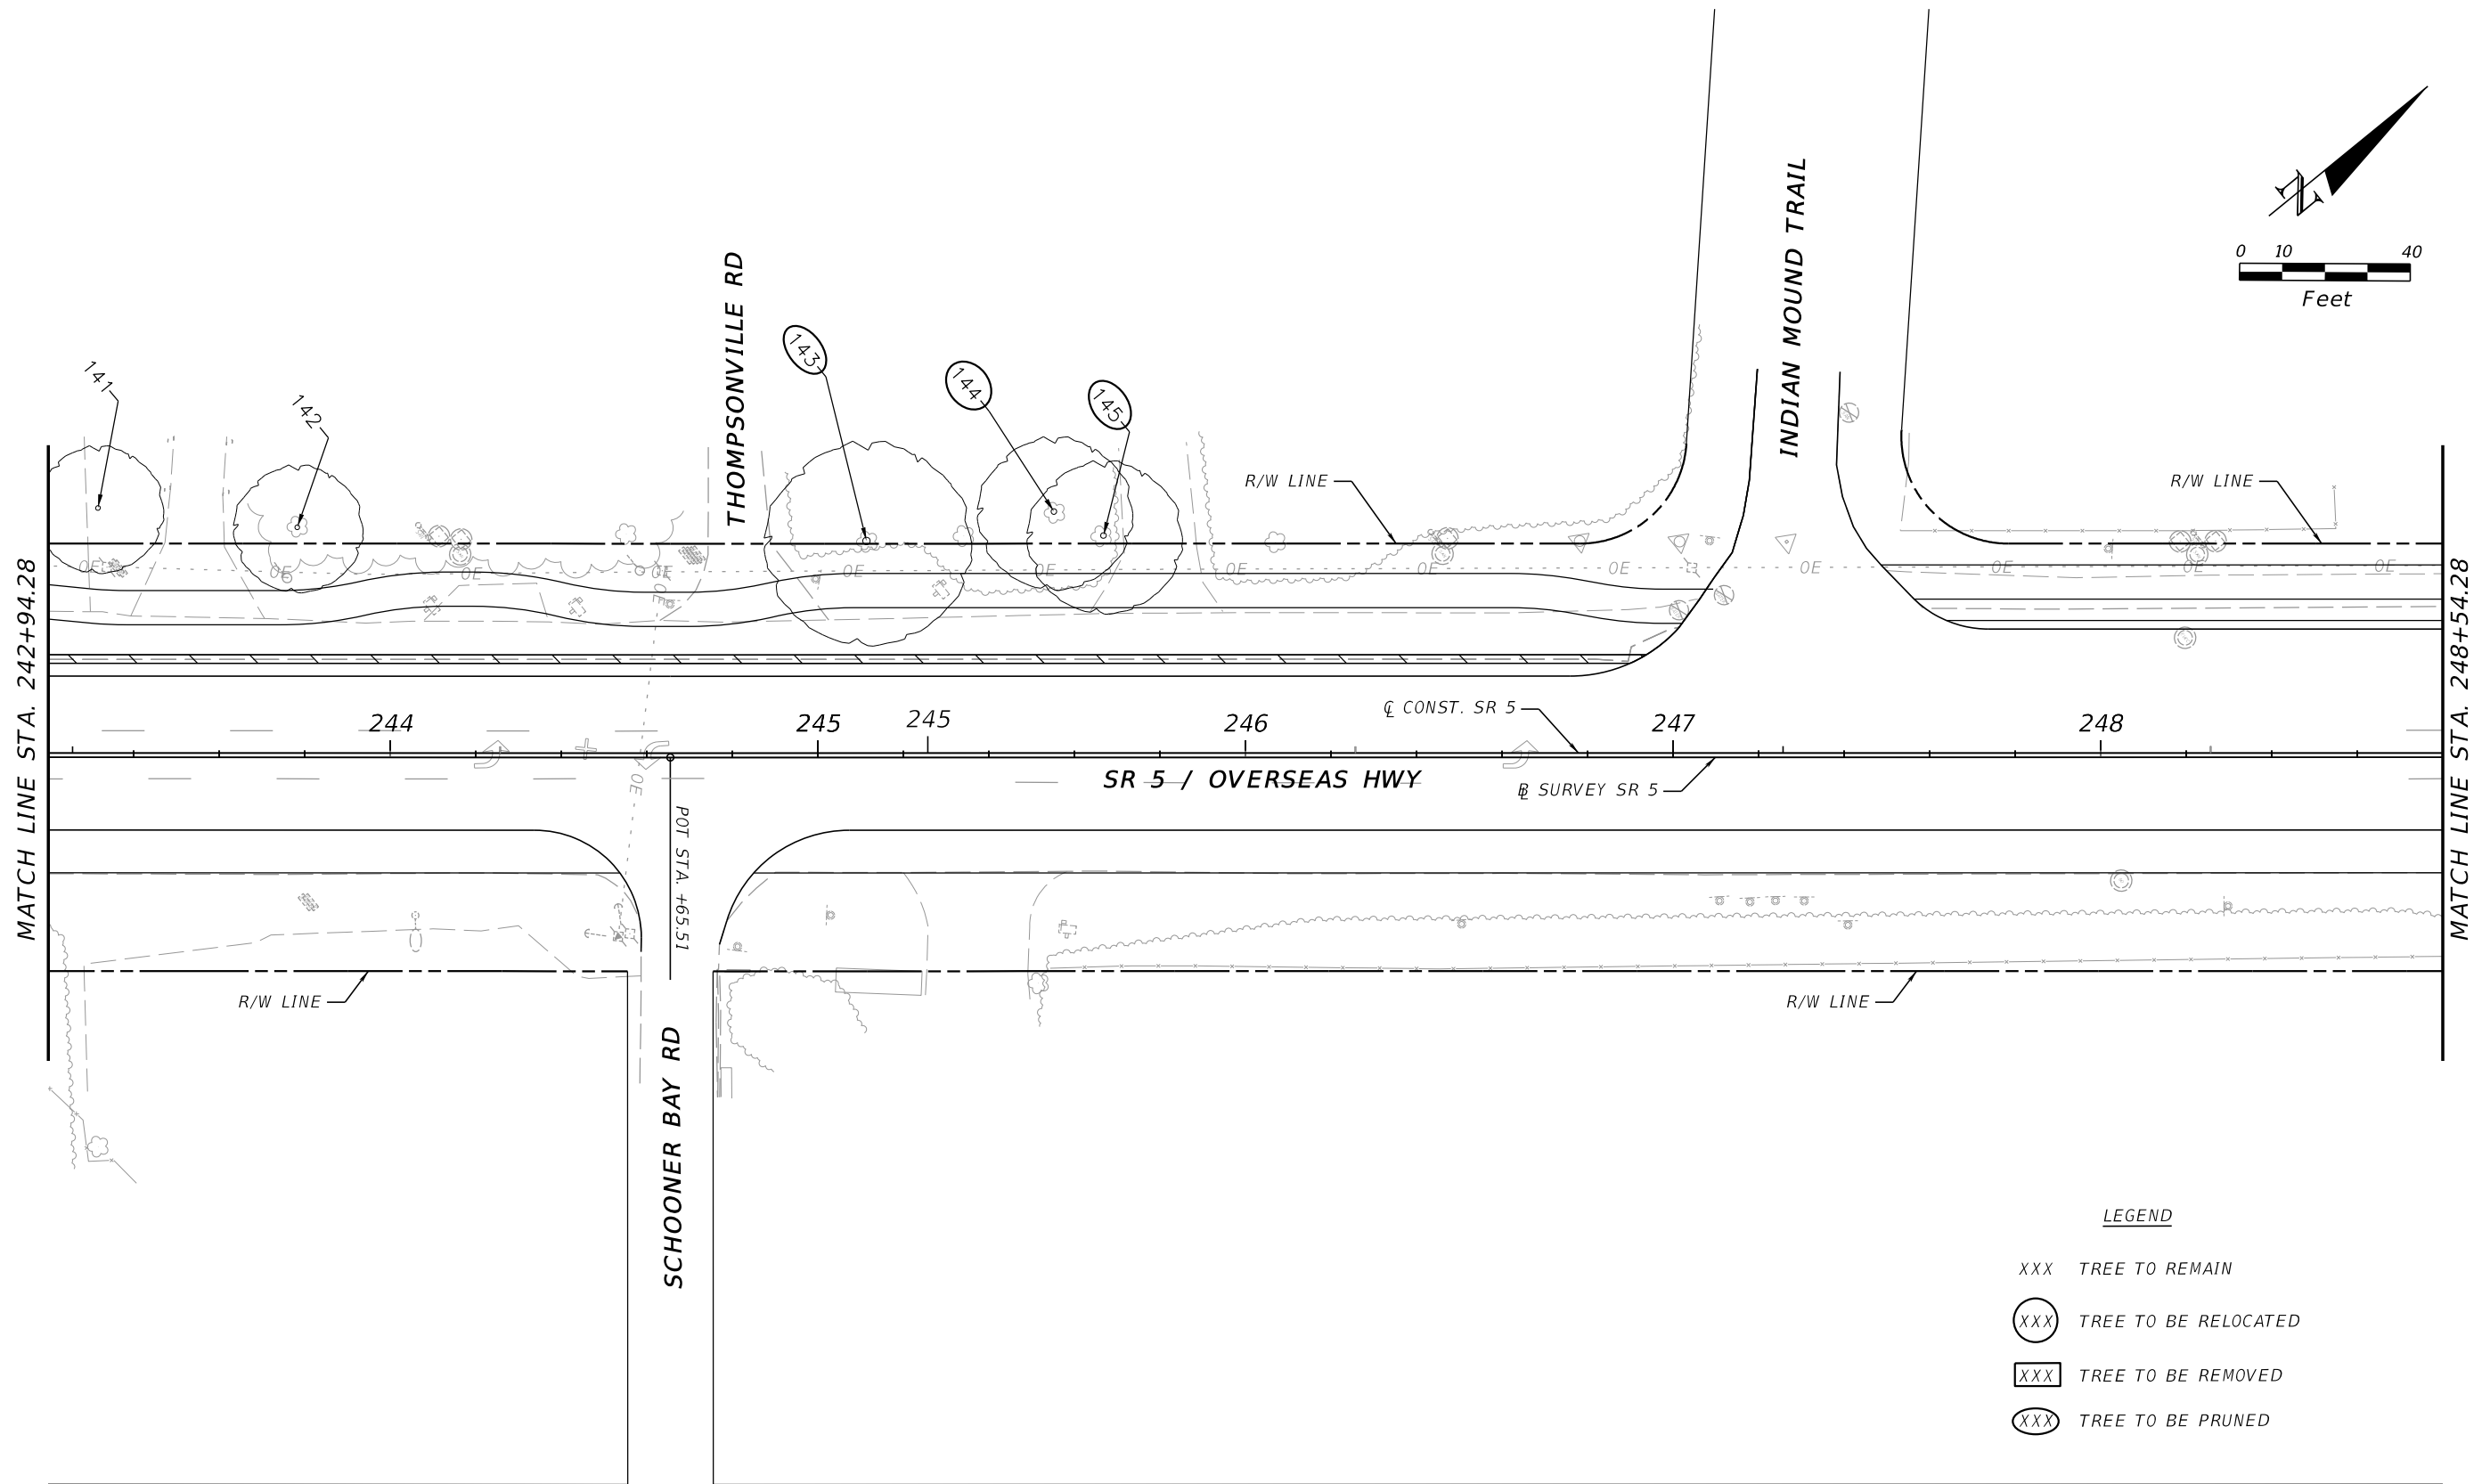 INDIAN MOUND TRAIL
N
0 10 40
Feet
THOMPSONVILLE RD
141
142
143
144
145
R/W LINE
R/W LINE
OE OE OE OE OE OE OE OE OE OE OE OE OE
OE
MATCH LINE STA. 242+94.28
MATCH LINE STA. 248+54.28
244 245 245 246 247 248
℄ CONST. SR 5
OE
SR 5 / OVERSEAS HWY
BL SURVEY SR 5
POT STA. +65.51
R/W LINE
R/W LINE
SCHOONER BAY RD
LEGEND
XXX TREE TO REMAIN
XXX TREE TO BE RELOCATED
XXX TREE TO BE REMOVED
XXX TREE TO BE PRUNED